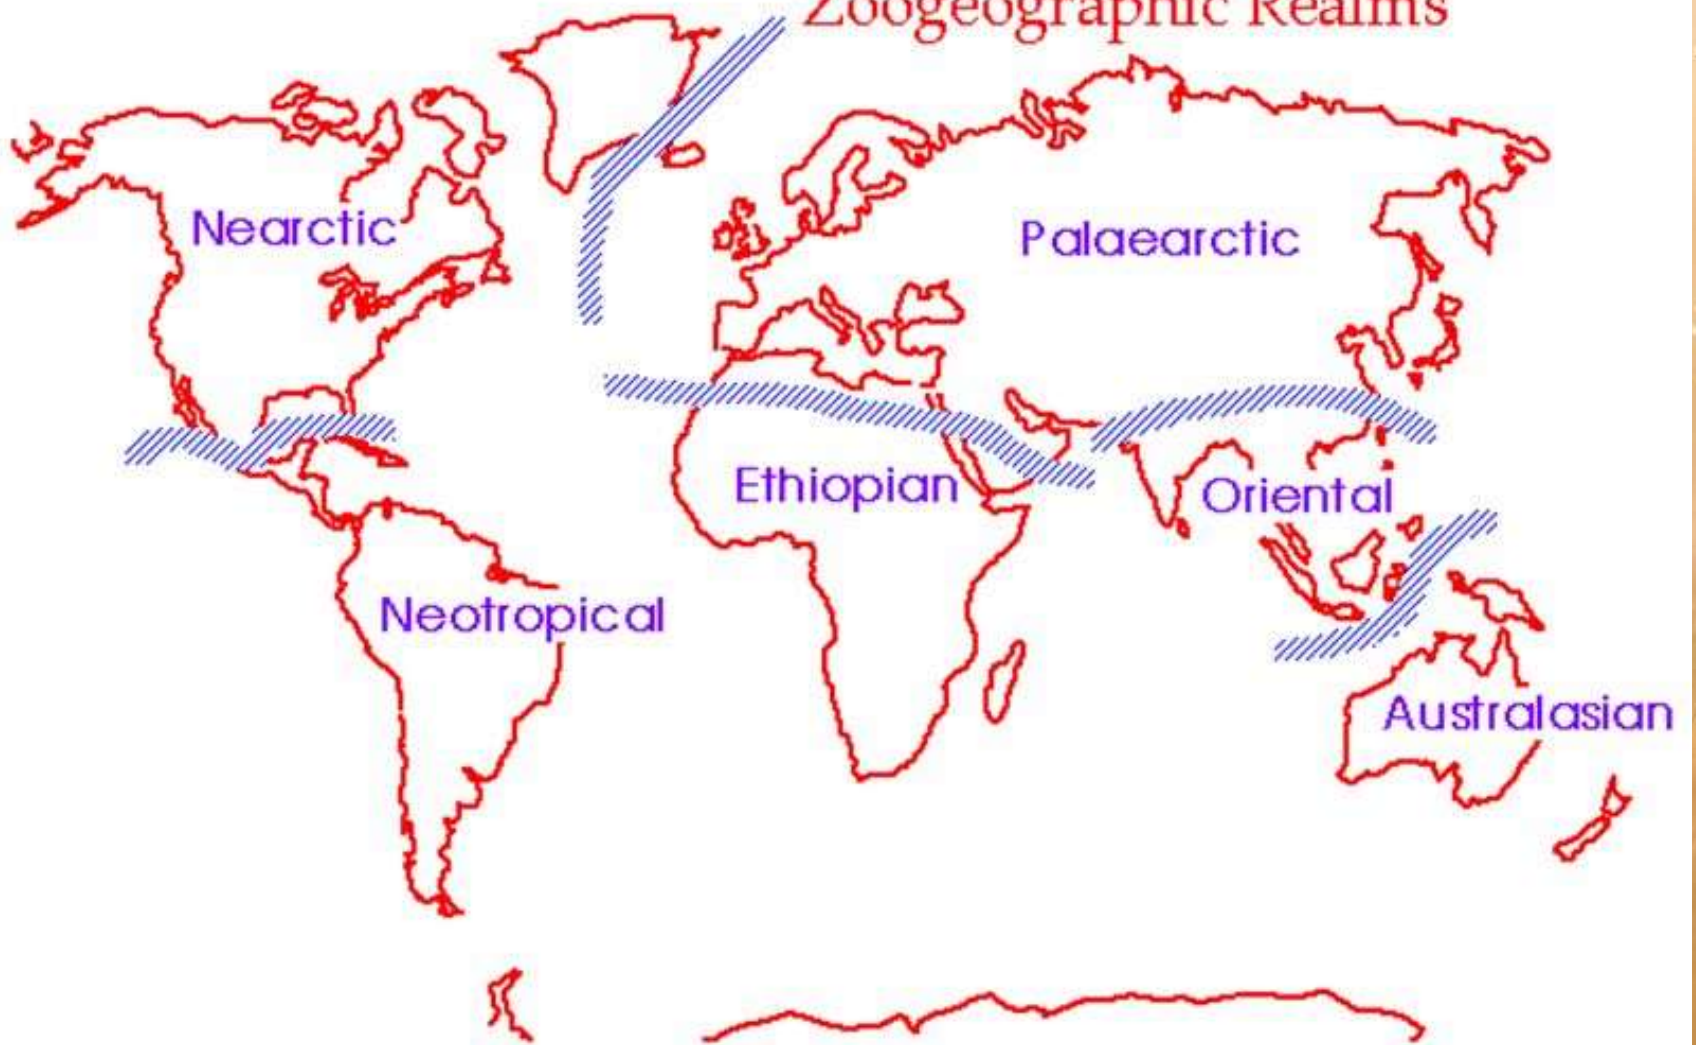 Zoogeographic Realms
Nearctic
Palaearctic
Ethiopian
Oriental
Neotropical
Australasian